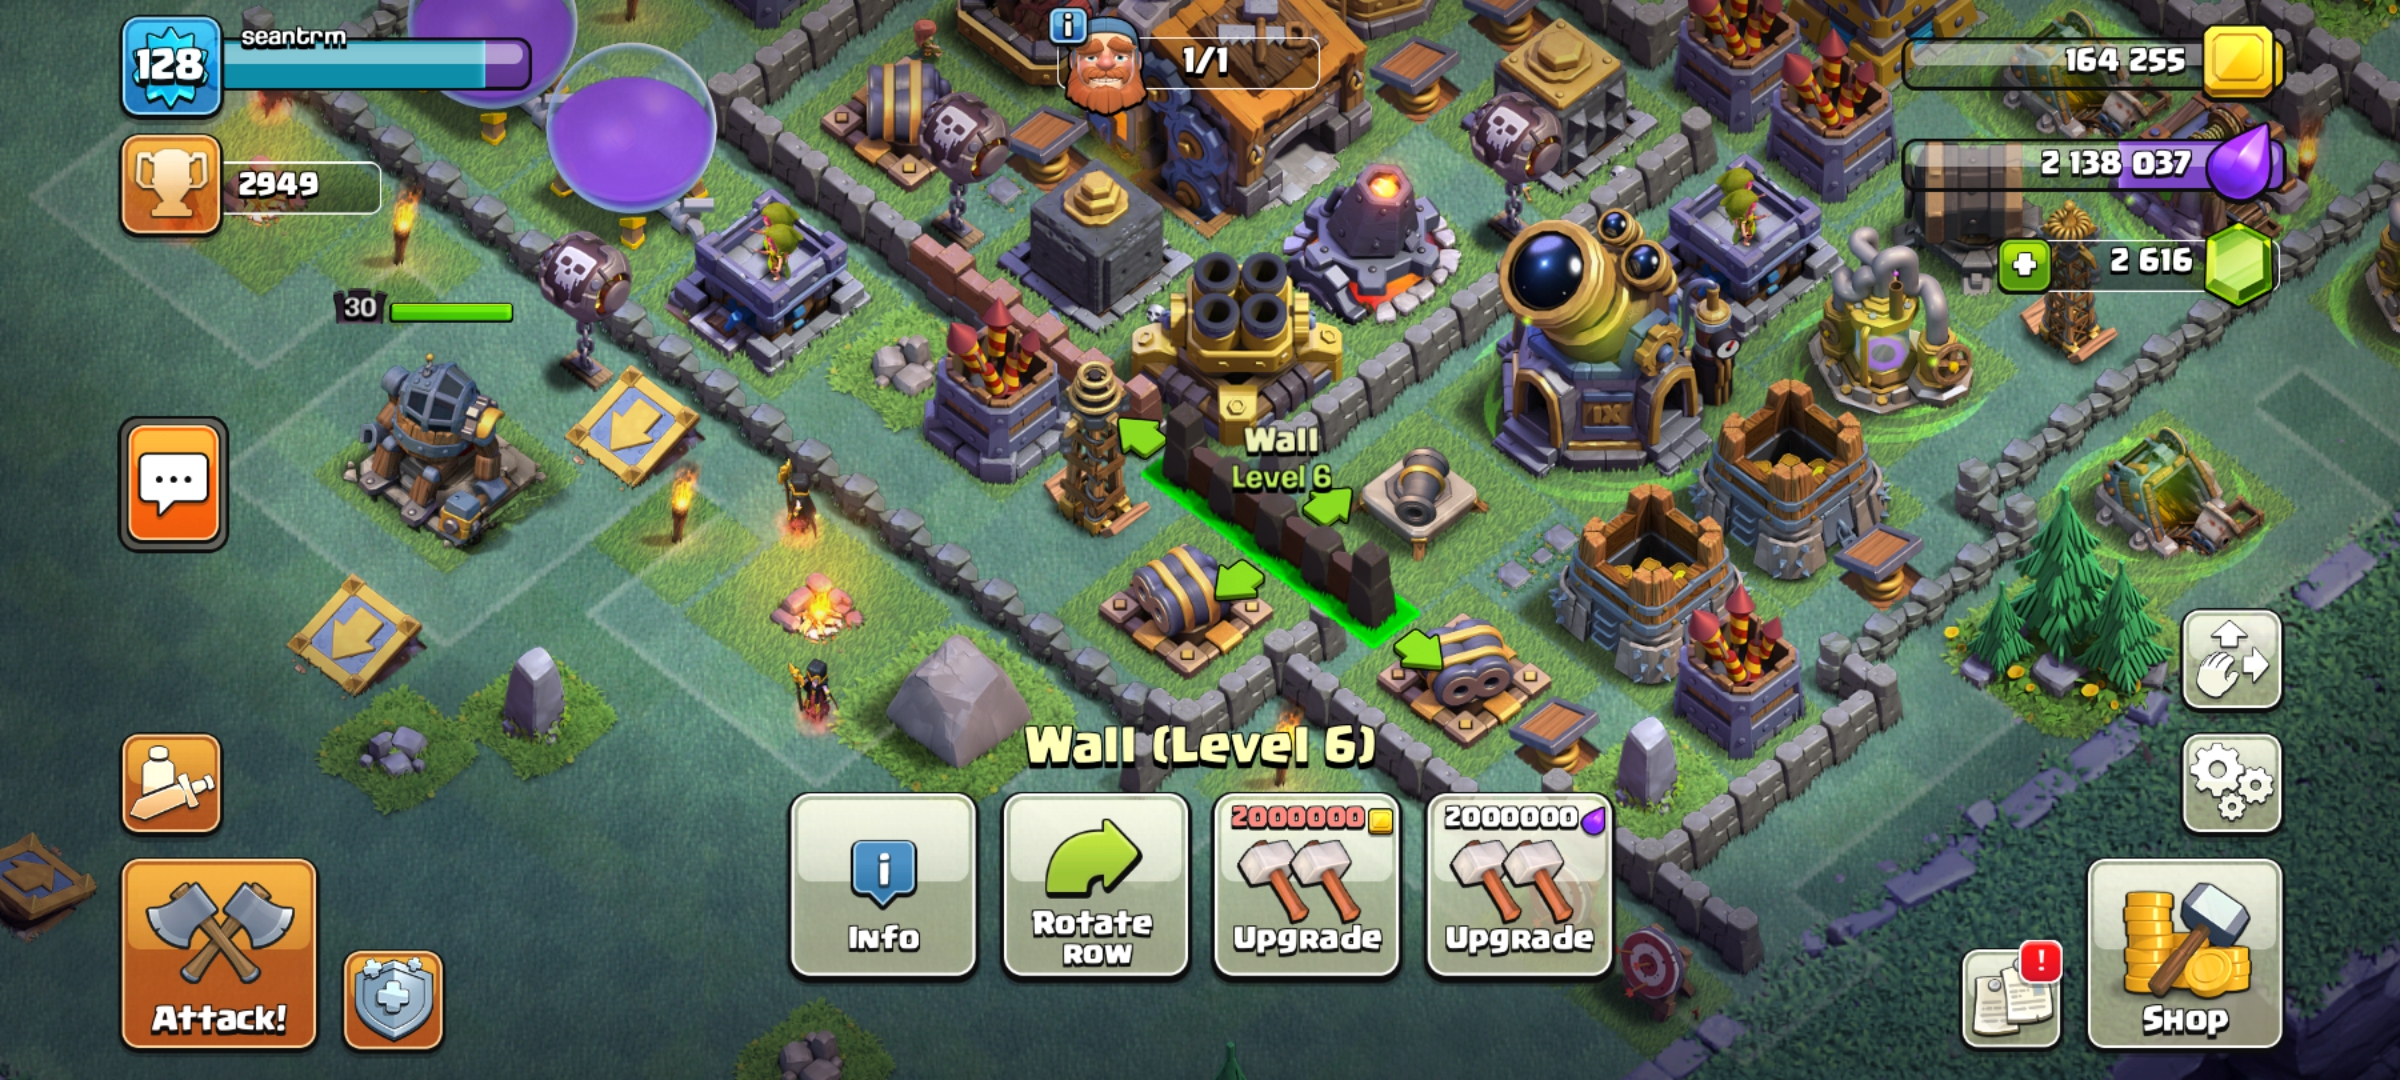 128
seantrm
1/1
164 255
2949
2 138 037
2 616
30
Wall
Level 6
IX
Wall (Level 6)
Info
Rotate
row
2000000
Upgrade
2000000
Upgrade
Attack!
Shop